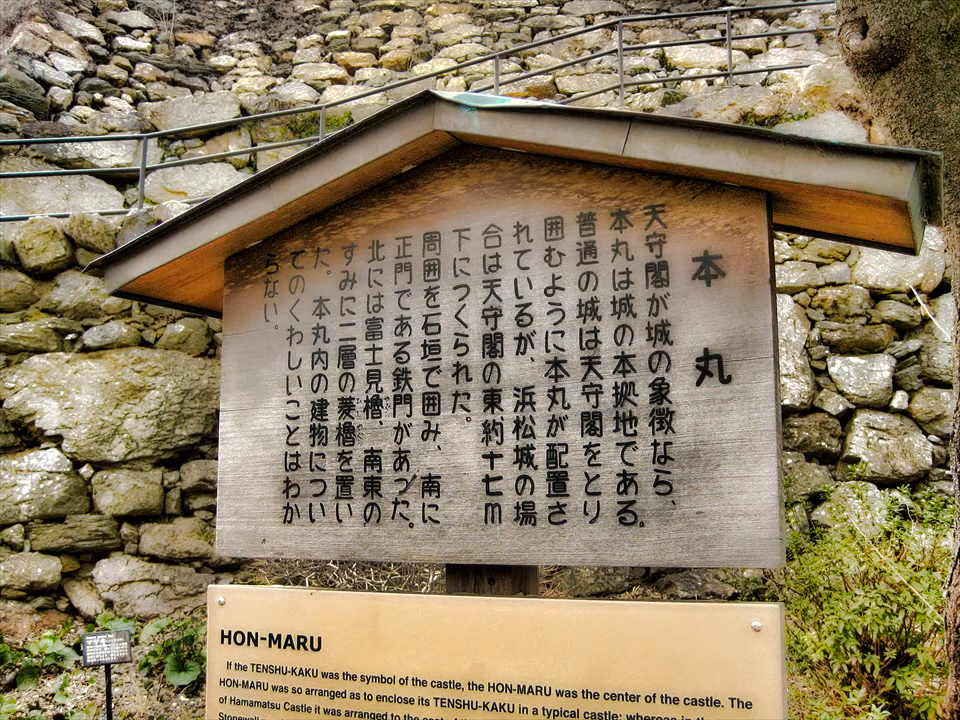 本丸
天守閣が城の象徴なら、
本丸は城の本拠地である。
普通の城は天守閣をとり
囲むように本丸が配置さ
れているが、浜松城の場
合は天守閣の東約十七m
下につくられた。
周囲を石垣で囲み、南に
正門である鉄門があった。
北には富士見櫓、南東の
すみに二層の菱櫓を置い
た。本丸内の建物につい
てのくわしいことはわか
らない。
HON-MARU
If the TENSHU-KAKU was the symbol of the castle, the HON-MARU was the center of the castle. The
HON-MARU was so arranged as to enclose its TENSHU-KAKU in a typical castle; whereas in
of Hamamatsu Castle it was arranged to the east of